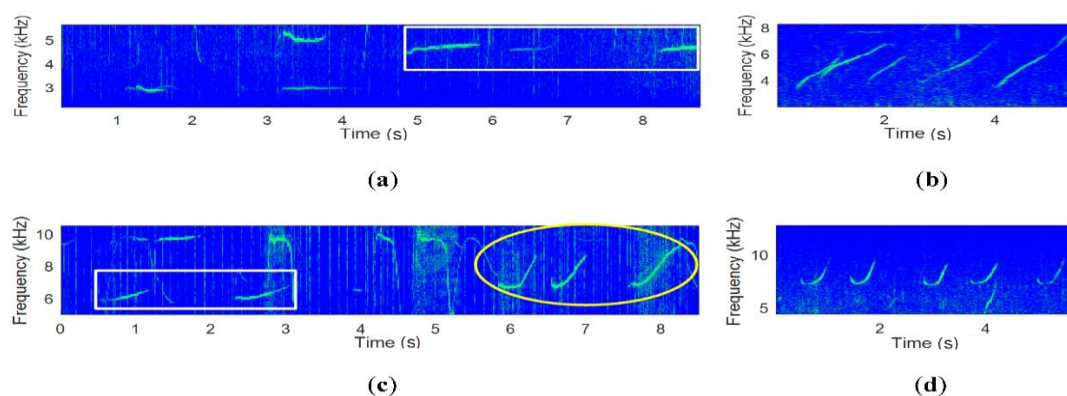 Frequency (kHz)
5
4
3
1 2 3 4 5 6 7 8
Time (s)
(a)
Frequency (kHz)
8
6
4
2 4
Time (s)
(b)
Frequency (kHz)
10
8
6
0 1 2 3 4 5 6 7 8
Time (s)
(c)
Frequency (kHz)
10
5
2 4
Time (s)
(d)